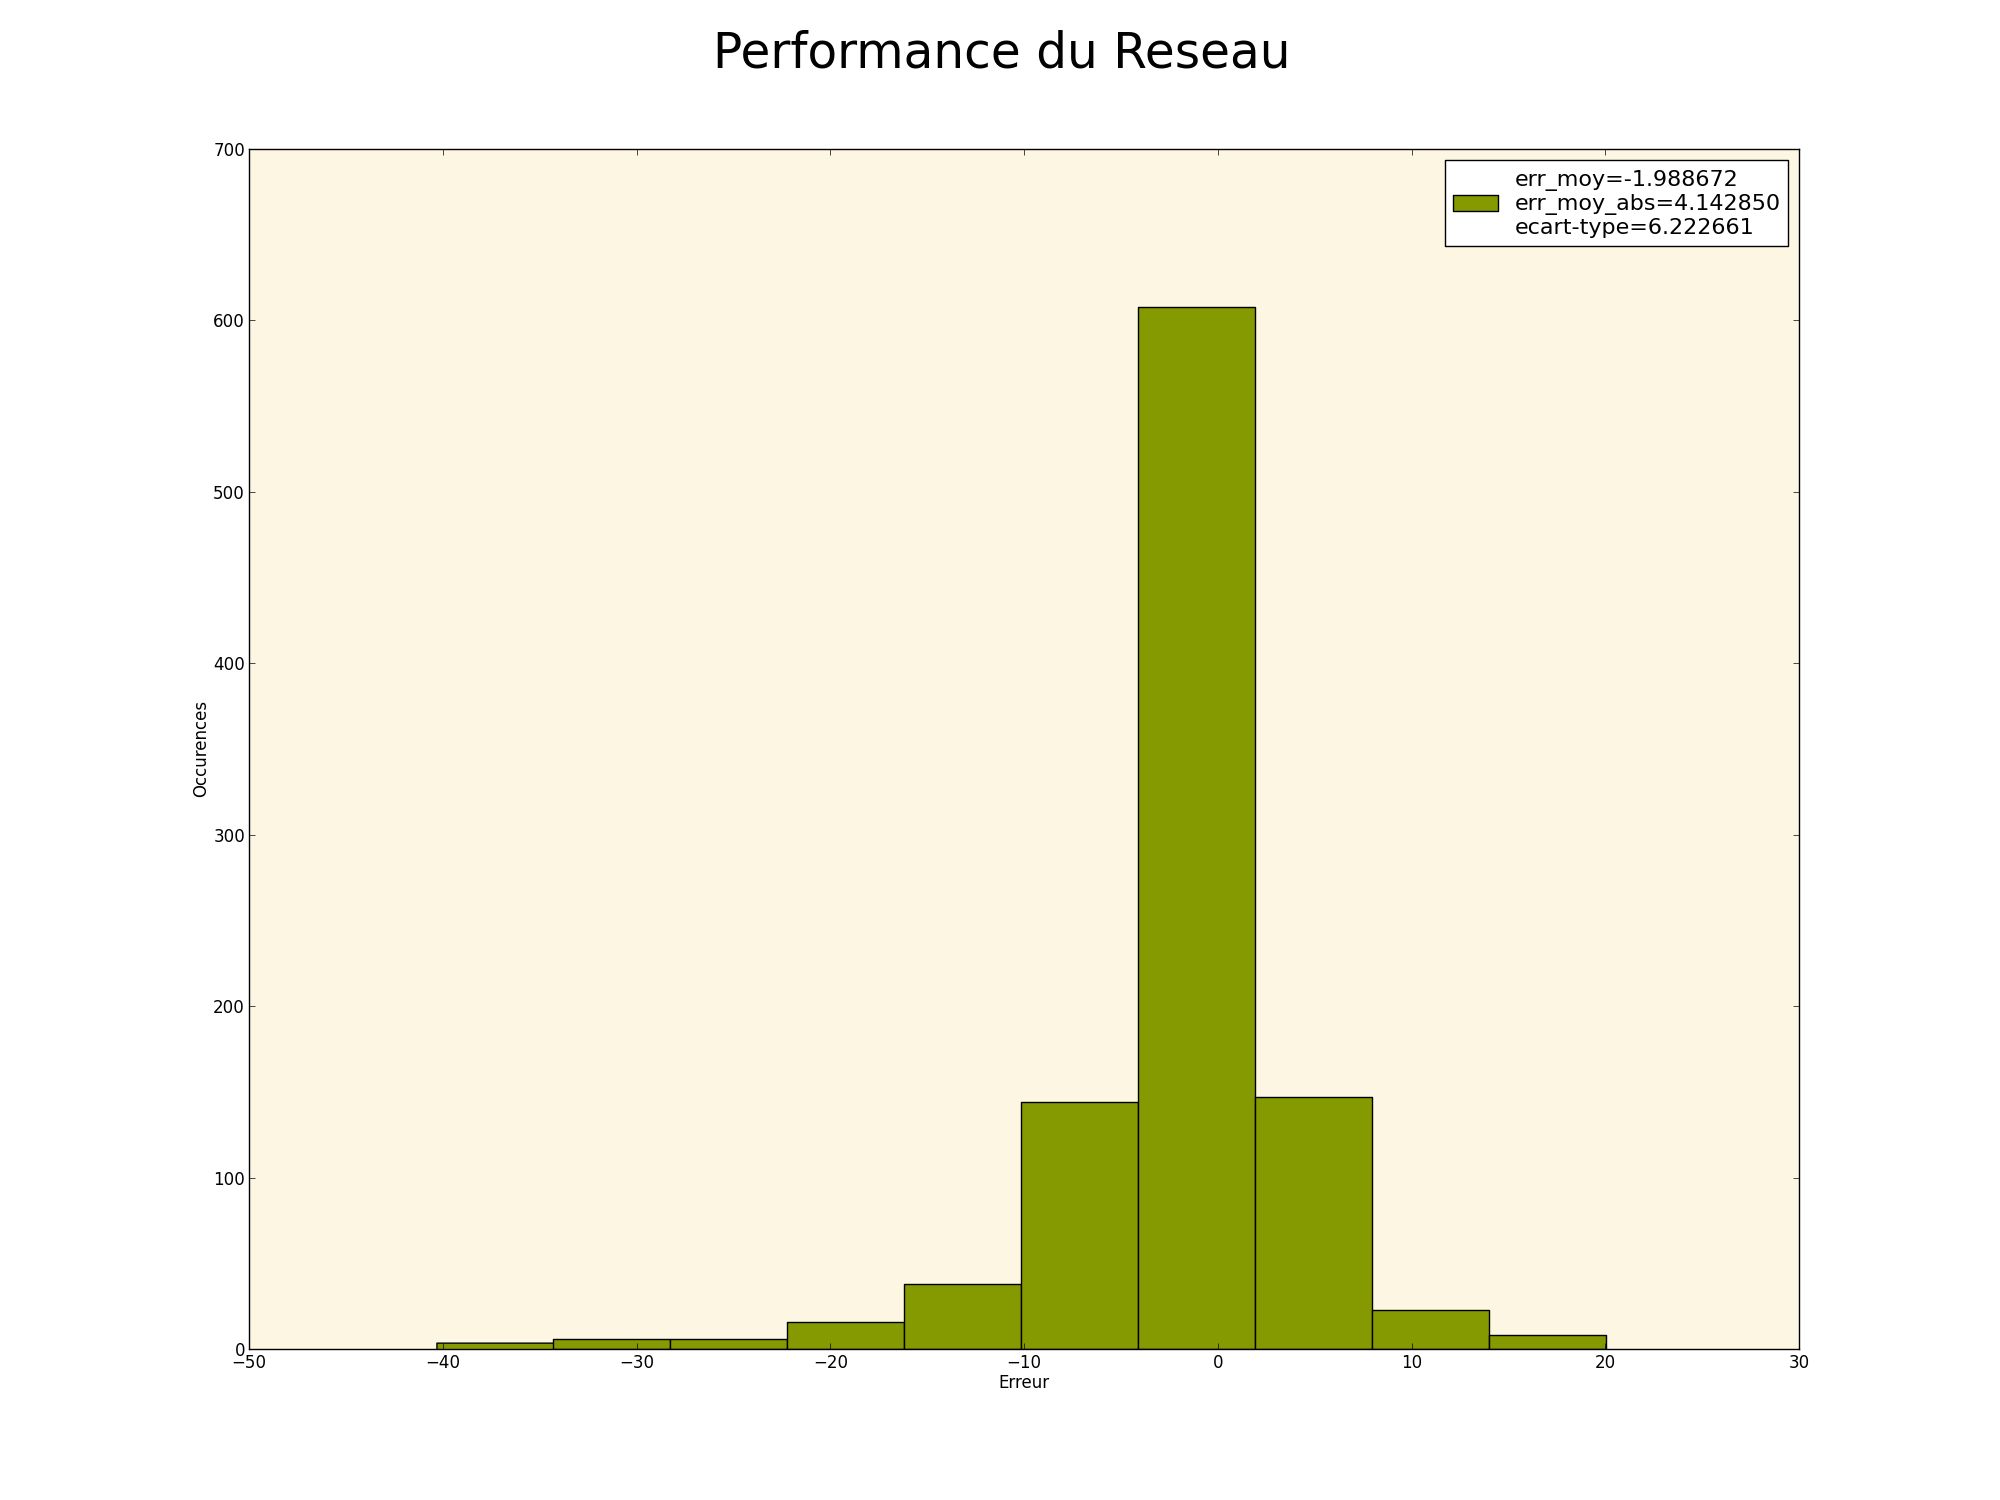 Performance du Reseau
700
600
500
400
300
200
100
0
Occurences
err_moy=-1.988672
err_moy_abs=4.142850
ecart-type=6.222661
−50 −40 −30 −20 −10 0 10 20 30
Erreur